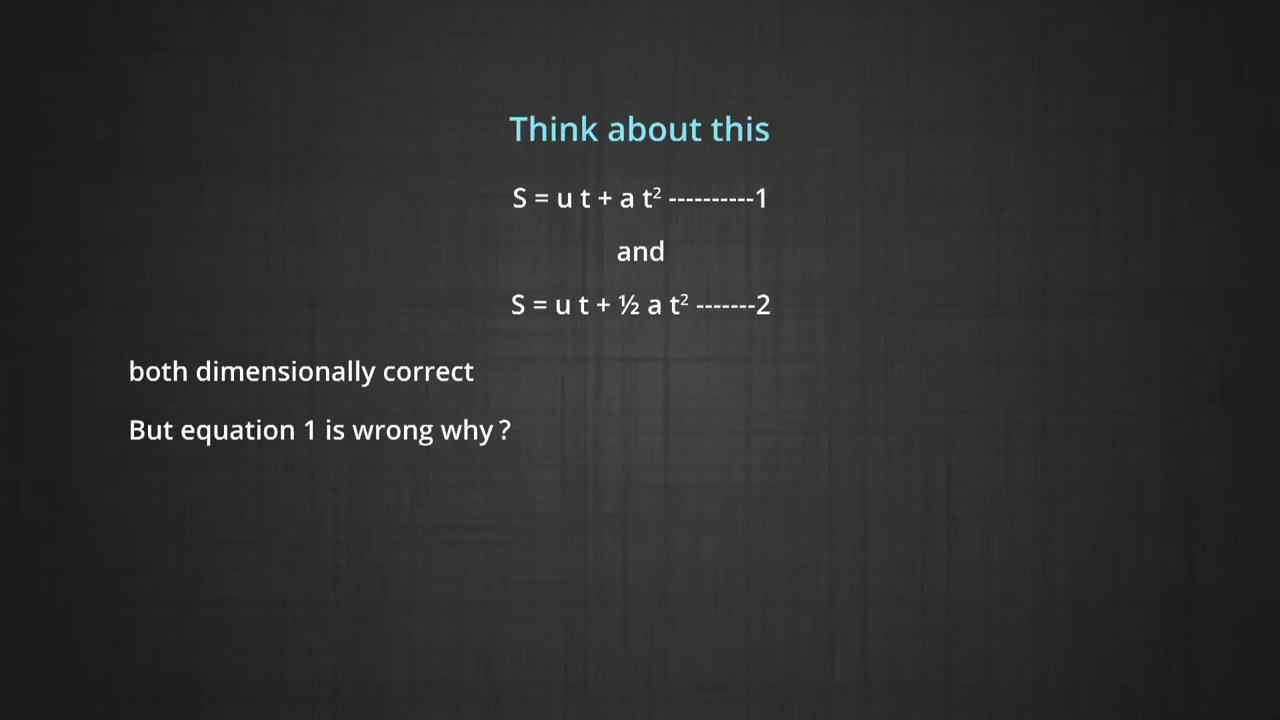 Think about this
S = u t + a t² ----------1
and
S = u t + ½ a t² -------2
both dimensionally correct
But equation 1 is wrong why ?